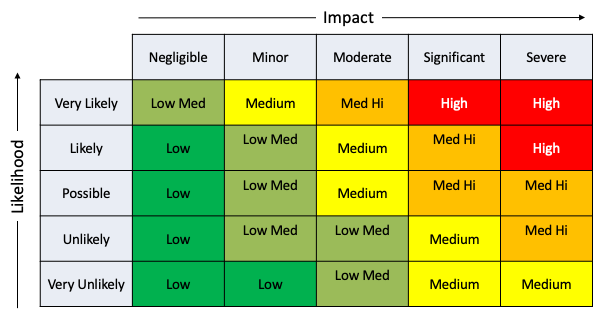 Impact
Negligible Minor Moderate Significant Severe
Very Likely Low Med Medium Med Hi High High
Likely Low Low Med Medium Med Hi High
Possible Low Low Med Medium Med Hi Med Hi
Unlikely Low Low Med Low Med Medium Med Hi
Very Unlikely Low Low Low Med Medium Medium
Likelihood